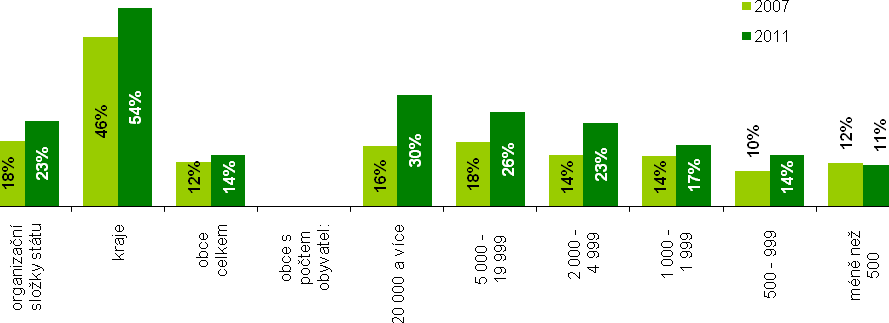 2007
2011
18%
23%
46%
54%
12%
14%
16%
30%
18%
26%
14%
23%
14%
17%
10%
14%
12%
11%
organizační
složky státu
kraje
obce
celkem
obce s
počtem
obyvatel:
20 000 a více
5 000 -
19 999
2 000 -
4 999
1 000 -
1 999
500 - 999
méně než
500